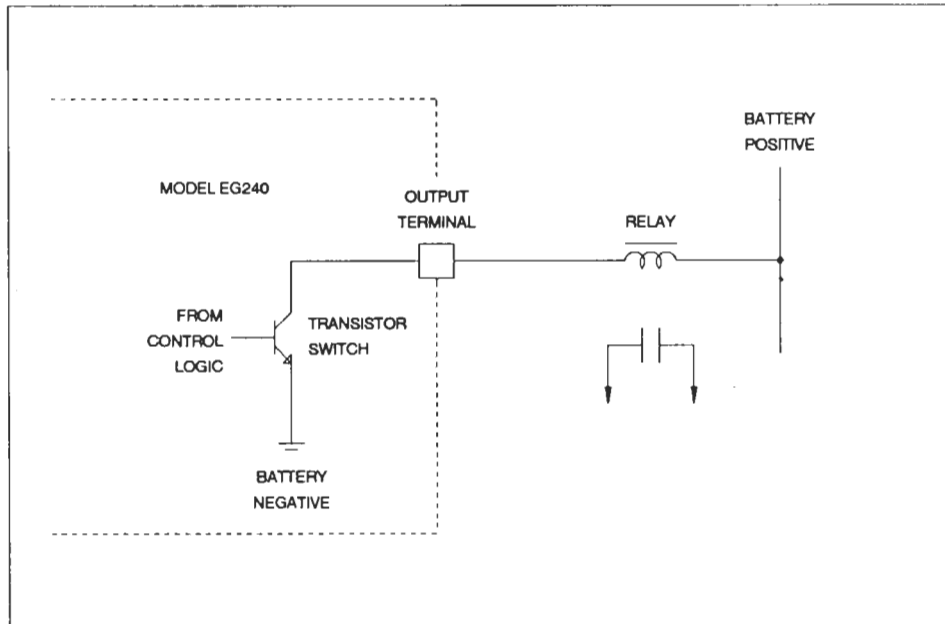 BATTERY
POSITIVE
MODEL EG240
OUTPUT
TERMINAL
RELAY
FROM
CONTROL
LOGIC
TRANSISTOR
SWITCH
BATTERY
NEGATIVE